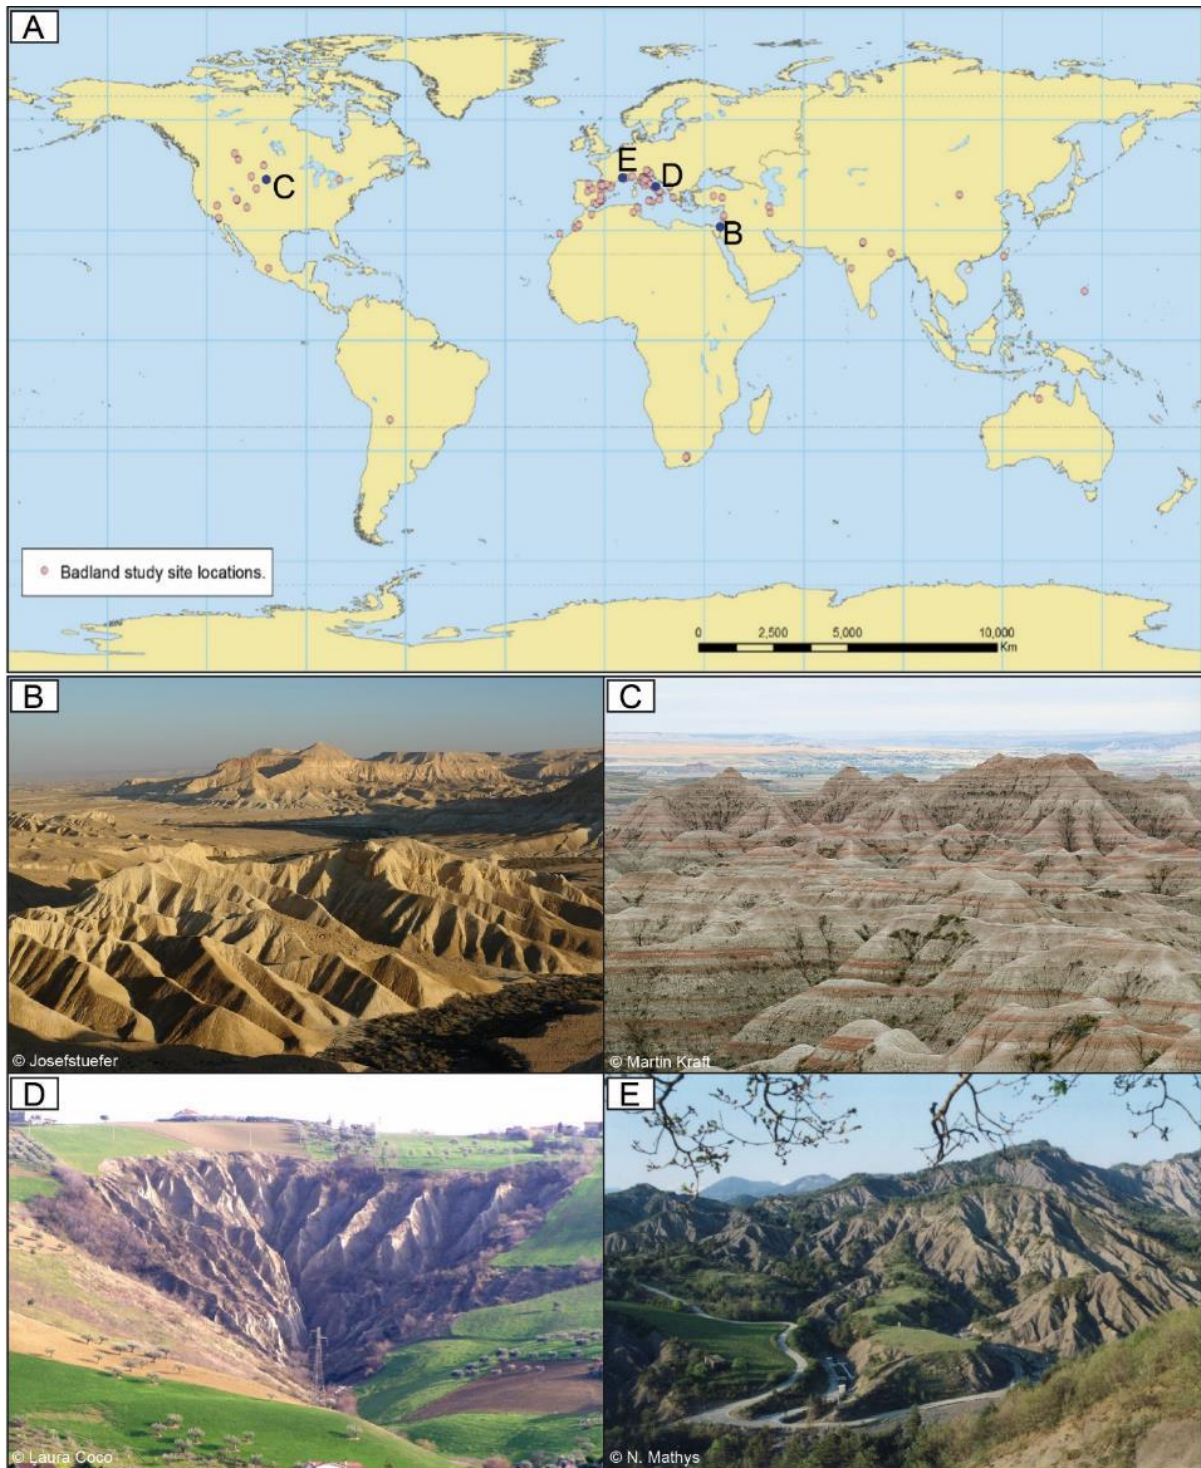 A
E
D
C
B
Badland study site locations.
0 2,500 5,000 10,000
Km
B
C
© Josefstuefer
© Martin Kraft
D
E
© Laura Coco
© N. Mathys